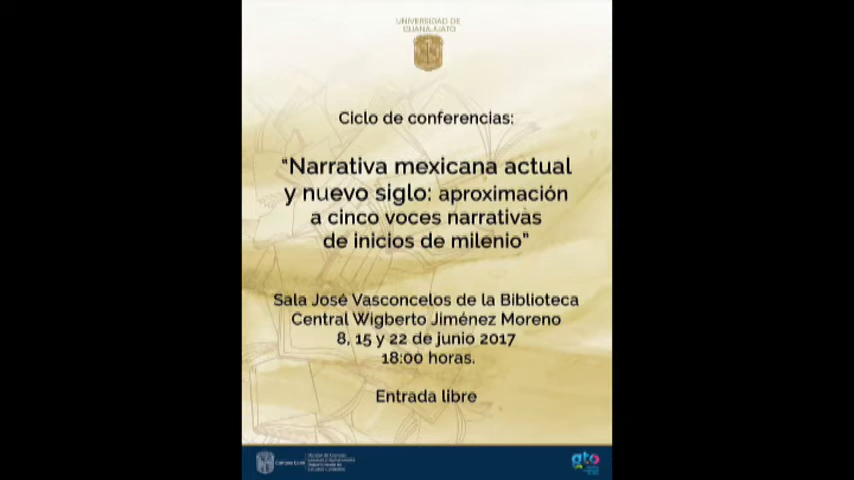 UNIVERSIDAD DE
GUANAJUATO
Ciclo de conferencias:
“Narrativa mexicana actual
y nuevo siglo: aproximación
a cinco voces narrativas
de inicios de milenio”
Sala José Vasconcelos de la Biblioteca
Central Wigberto Jiménez Moreno
8, 15 y 22 de junio 2017
18:00 horas.
Entrada libre
gto